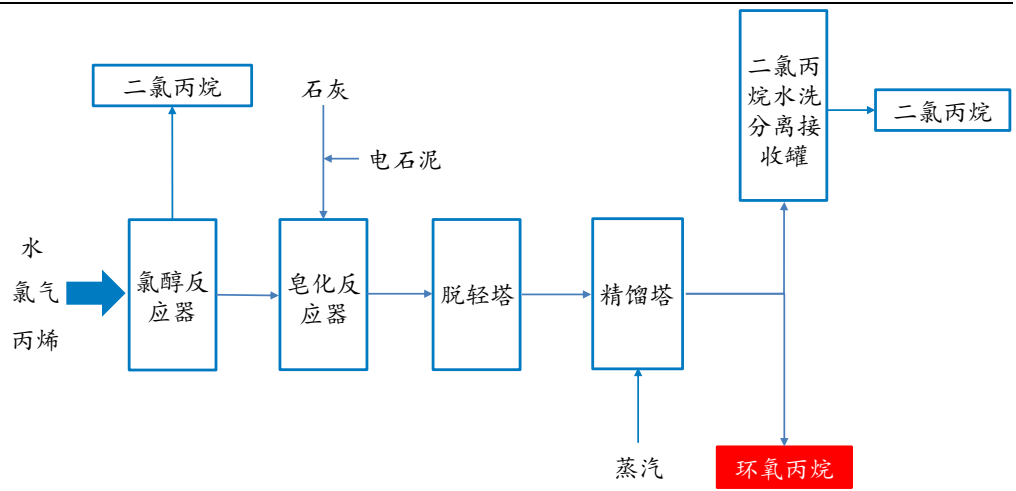 二氯丙烷
石灰
电石泥
二氯丙
烷水洗
分离接
收罐
二氯丙烷
水
氯气
丙烯
氯醇反
应器
皂化反
应器
脱轻塔
精馏塔
蒸汽
环氧丙烷